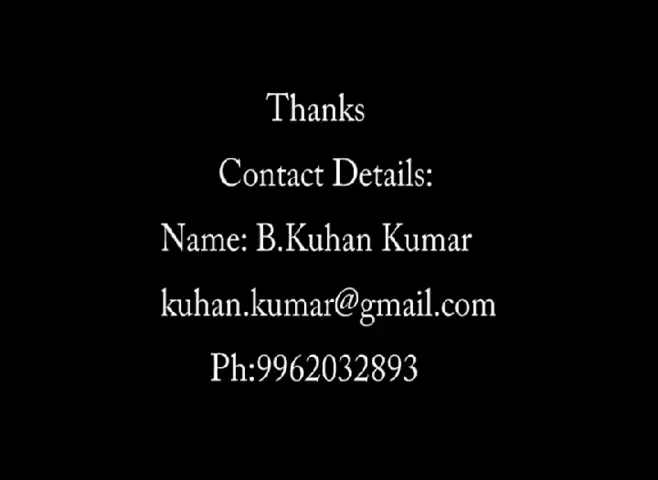 Thanks
Contact Details:
Name: B.Kuhan Kumar
kuhan.kumar@gmail.com
Ph:9962032893